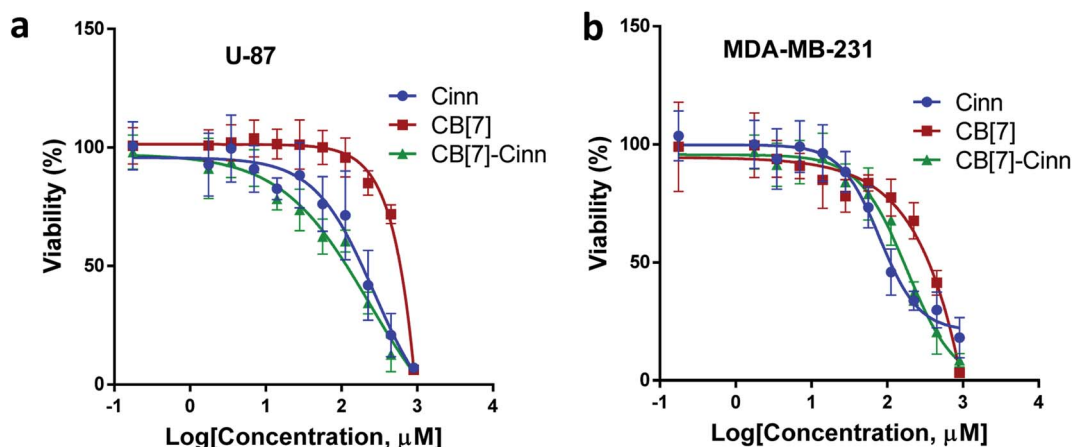 a
U-87
Cinn
CB[7]
CB[7]-Cinn
Viability (%)
150
100
50
0
-1
0
1
2
3
4
Log[Concentration, μM]
b
MDA-MB-231
Cinn
CB[7]
CB[7]-Cinn
Viability (%)
150
100
50
0
-1
0
1
2
3
4
Log[Concentration, μM]